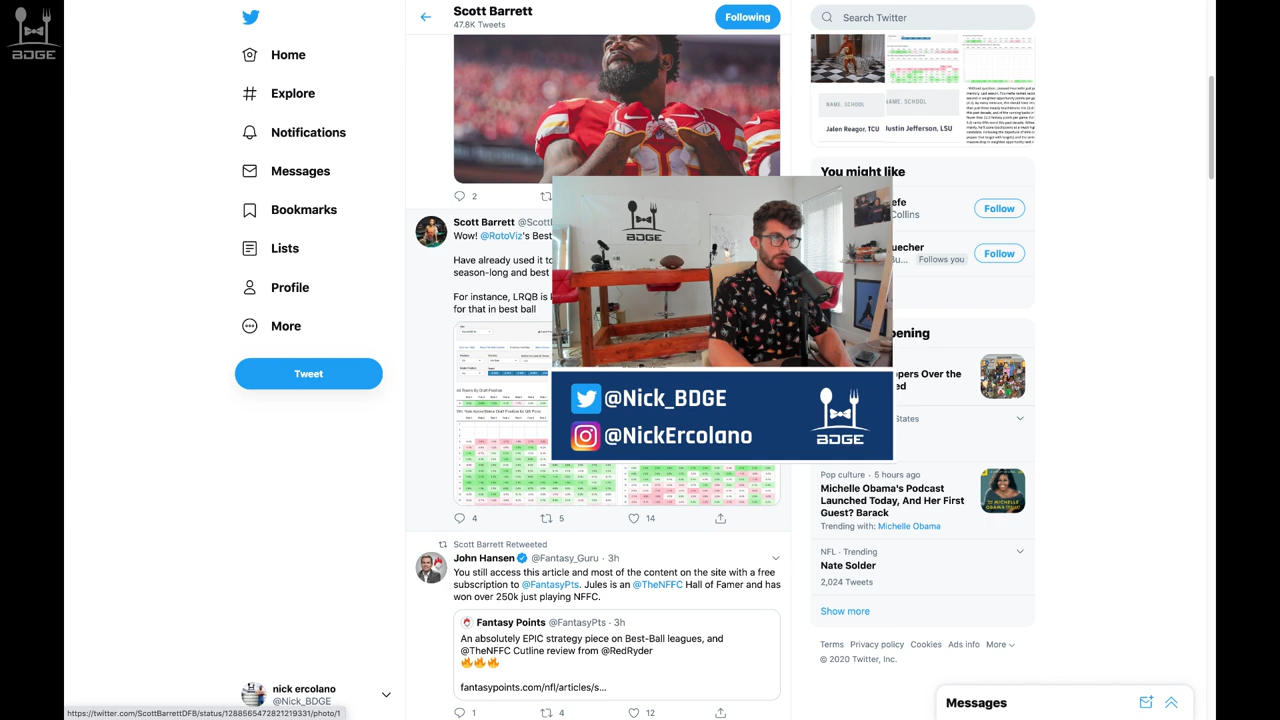 BDGE
Home
Explore
Notifications
Messages
Bookmarks
Lists
Profile
More
Tweet
nick ercolano
@Nick_BDGE
https://twitter.com/ScottBarrettDFB/status/1288565472821219331/photo/1
Scott Barrett
47.8K Tweets
Following
2
Scott Barrett @ScottB
Wow! @RotoViz's Best
Have already used it to
season-long and best
For instance, LRQB is
for that in best ball
4 5 14
Scott Barrett Retweeted
John Hansen @Fantasy_Guru · 3h
You still access this article and most of the content on the site with a free
subscription to @FantasyPts. Jules is an @TheNFFC Hall of Famer and has
won over 250k just playing NFFC.
Fantasy Points @FantasyPts · 3h
An absolutely EPIC strategy piece on Best-Ball leagues, and
@TheNFFC Cutline review from @RedRyder
🔥🔥🔥
fantasypoints.com/nfl/articles/s...
1 4 12
BDGE
@Nick_BDGE
@NickErcolano
BDGE
Search Twitter
NAME, SCHOOL
NAME, SCHOOL
Jalen Reagor, TCU
Justin Jefferson, LSU
You might like
efe
Collins
Follow
uecher
Bu... Follows you
Follow
pening
pers Over the
ed
States
Pop culture · 5 hours ago
Michelle Obama's Podcast
Launched Today, And Her First
Guest? Barack
Trending with: Michelle Obama
NFL · Trending
Nate Solder
2,024 Tweets
Show more
Terms Privacy policy Cookies Ads info More
© 2020 Twitter, Inc.
Messages